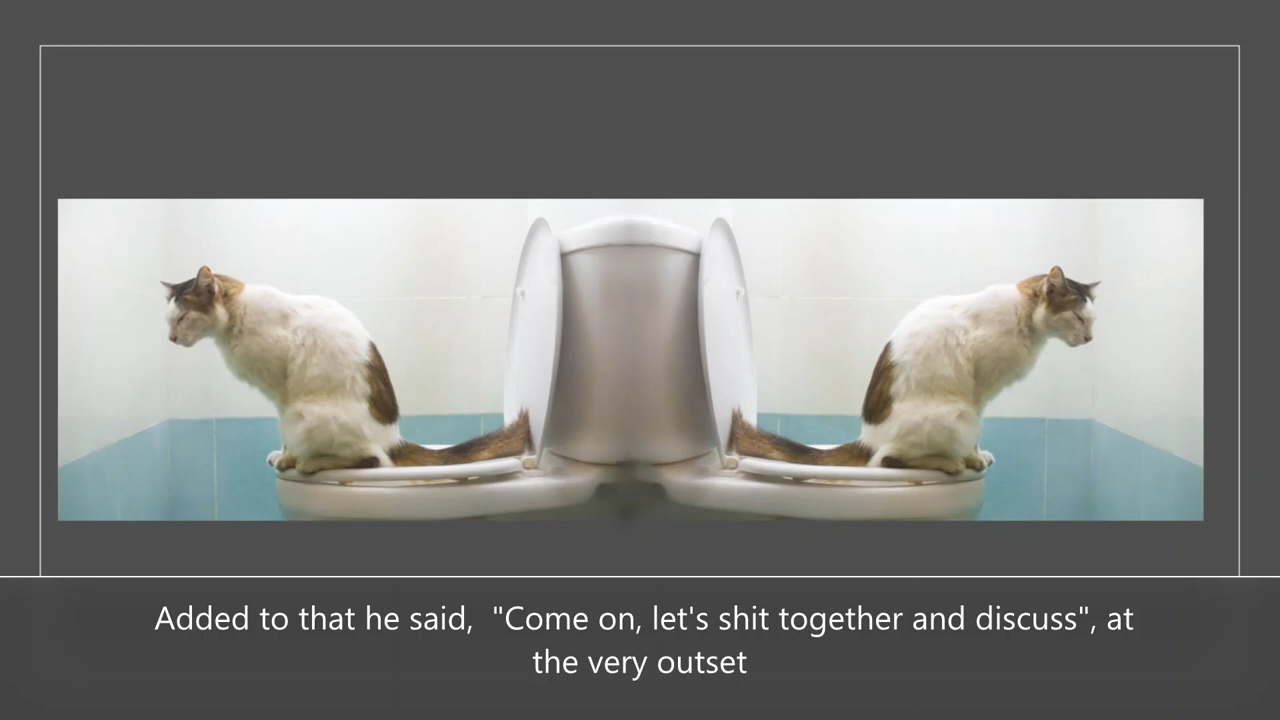 Added to that he said,  "Come on, let's shit together and discuss", at
the very outset